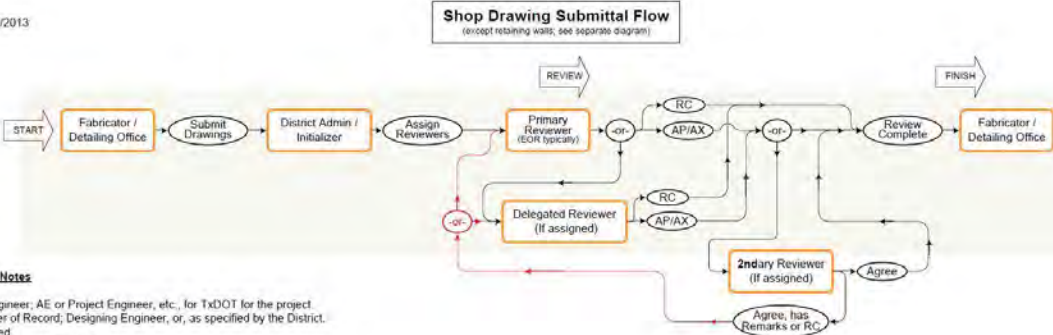 /2013
Shop Drawing Submittal Flow
(except retaining walls; see separate diagram)
REVIEW
FINISH
START
Fabricator /
Detailing Office
Submit
Drawings
District Admin /
Initializer
Assign
Reviewers
Primary
Reviewer
(EOR typically)
-or-
RC
AP/AX
-or-
Review
Complete
Fabricator /
Detailing Office
-or-
Delegated Reviewer
(If assigned)
RC
AP/AX
2ndary Reviewer
(If assigned)
Agree
Agree, has
Remarks or RC
Notes
gineer; AE or Project Engineer, etc., for TxDOT for the project
er of Record; Designing Engineer, or, as specified by the District.
ed